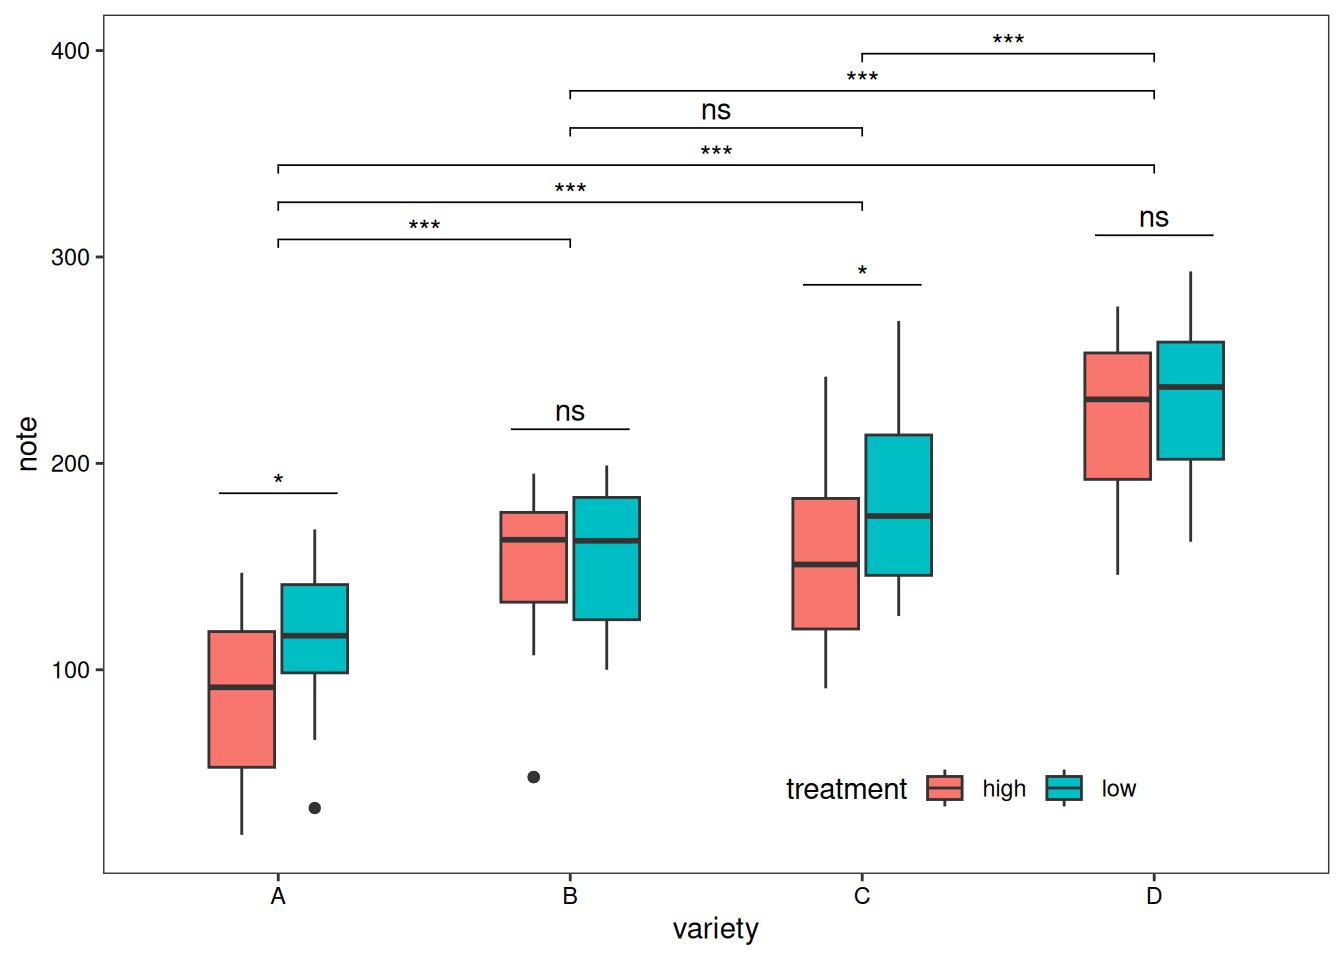 400
***
***
ns
***
***
***
ns
300
*
ns
note
200
*
100
treatment high low
A B C D
variety